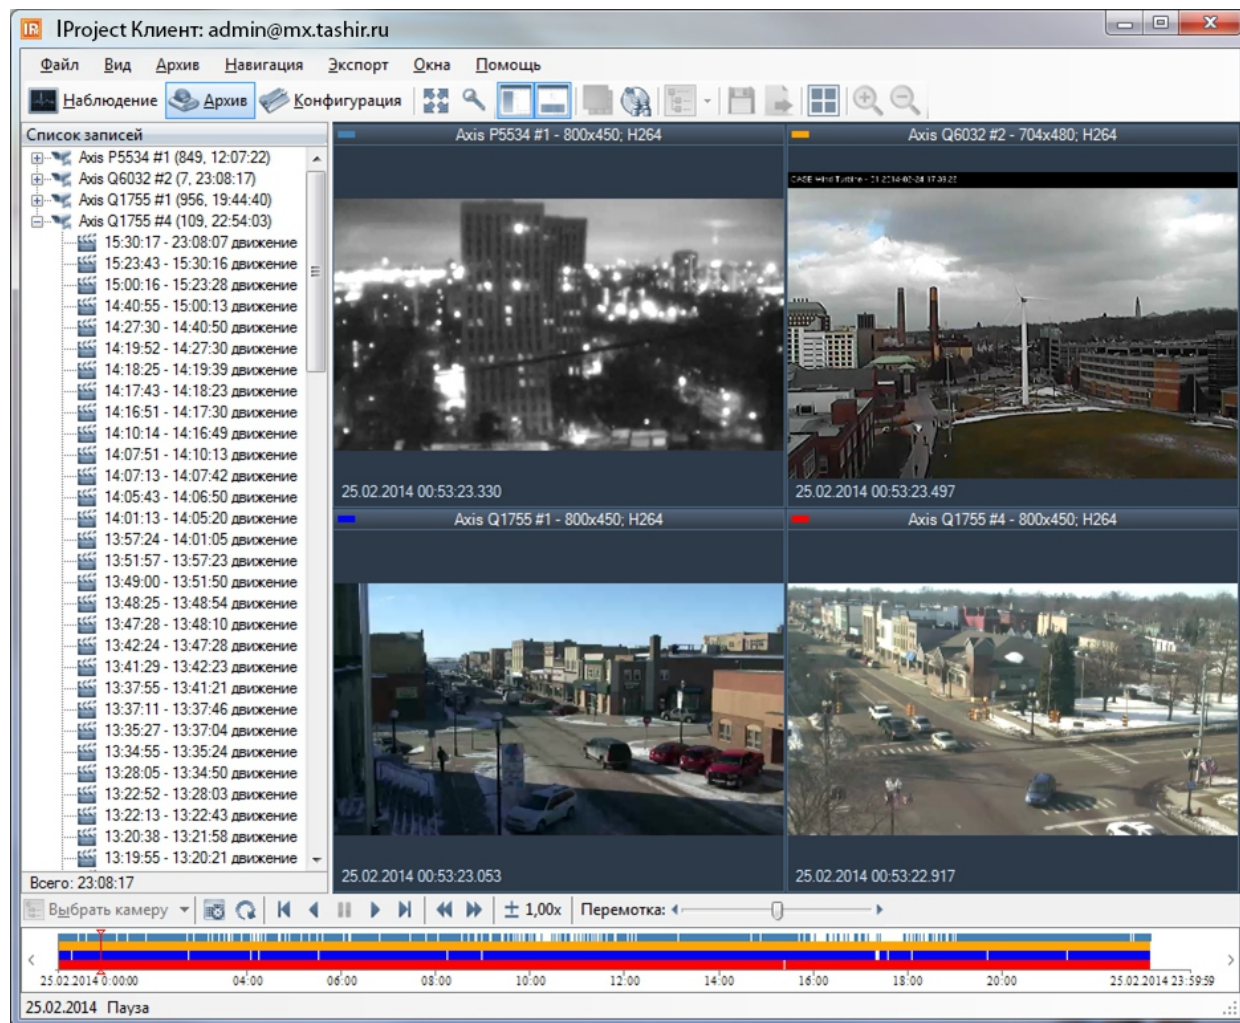 IProject Клиент: admin@mx.tashir.ru
Файл Вид Архив Навигация Экспорт Окна Помощь
Наблюдение Архив Конфигурация
Список записей
Axis P5534 #1 (849, 12:07:22)
Axis Q6032 #2 (7, 23:08:17)
Axis Q1755 #1 (956, 19:44:40)
Axis Q1755 #4 (109, 22:54:03)
15:30:17 - 23:08:07 движение
15:23:43 - 15:30:16 движение
15:00:16 - 15:23:28 движение
14:40:55 - 15:00:13 движение
14:27:30 - 14:40:50 движение
14:19:52 - 14:27:30 движение
14:18:25 - 14:19:39 движение
14:17:43 - 14:18:23 движение
14:16:51 - 14:17:30 движение
14:10:14 - 14:16:49 движение
14:07:51 - 14:10:13 движение
14:07:13 - 14:07:42 движение
14:05:43 - 14:06:50 движение
14:01:13 - 14:05:20 движение
13:57:24 - 14:01:05 движение
13:51:57 - 13:57:23 движение
13:49:00 - 13:51:50 движение
13:48:25 - 13:48:54 движение
13:47:28 - 13:48:10 движение
13:42:24 - 13:47:28 движение
13:41:29 - 13:42:23 движение
13:37:55 - 13:41:21 движение
13:37:11 - 13:37:46 движение
13:35:27 - 13:37:04 движение
13:34:55 - 13:35:24 движение
13:28:05 - 13:34:50 движение
13:22:52 - 13:28:03 движение
13:22:13 - 13:22:43 движение
13:20:38 - 13:21:58 движение
13:19:55 - 13:20:21 движение
Всего: 23:08:17
Axis P5534 #1 - 800x450; H264
25.02.2014 00:53:23.330
Axis Q6032 #2 - 704x480; H264
CASE Wind Turbine - 01 2014-02-24
25.02.2014 00:53:23.497
Axis Q1755 #1 - 800x450; H264
25.02.2014 00:53:23.053
Axis Q1755 #4 - 800x450; H264
25.02.2014 00:53:22.917
Выбрать камеру ± 1,00x Перемотка:
25.02.2014 0:00:00 04:00 06:00 08:00 10:00 12:00 14:00 16:00 18:00 20:00 25.02.2014 23:59:59
25.02.2014 Пауза